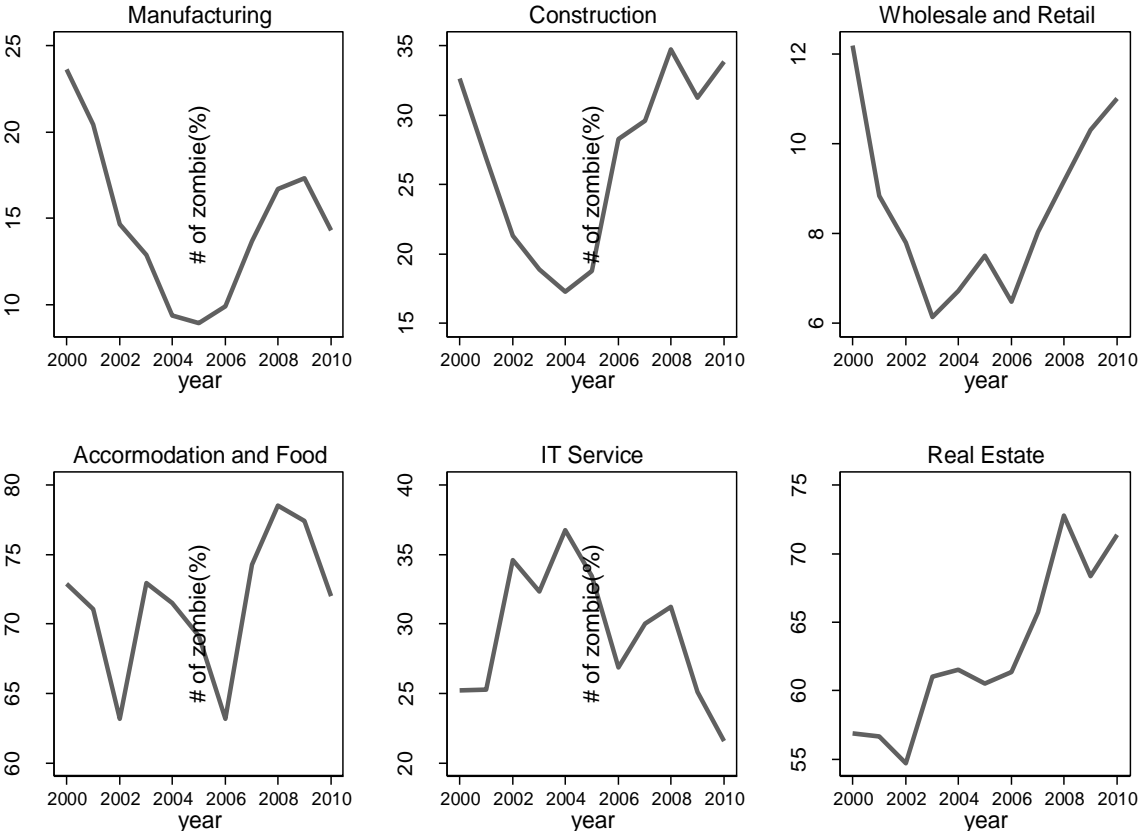 Manufacturing
25
20
15
10
# of zombie(%)
2000 2002 2004 2006 2008 2010
year
Construction
35
30
25
20
15
# of zombie(%)
2000 2002 2004 2006 2008 2010
year
Wholesale and Retail
12
10
8
6
2000 2002 2004 2006 2008 2010
year
Accormodation and Food
80
75
70
65
60
# of zombie(%)
2000 2002 2004 2006 2008 2010
year
IT Service
40
35
30
25
20
# of zombie(%)
2000 2002 2004 2006 2008 2010
year
Real Estate
75
70
65
60
55
2000 2002 2004 2006 2008 2010
year